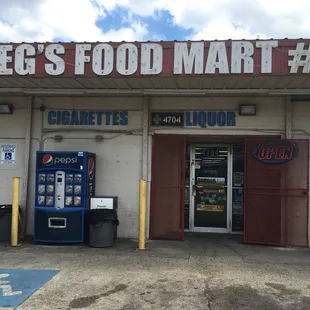 EG'S FOOD MART #
CIGARETTES
4704
LIQUOR
pepsi
OPEN